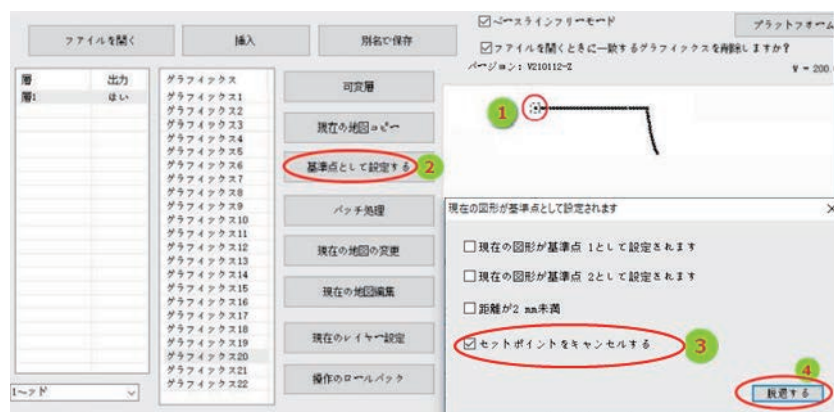 ファイルを開く
挿入
別名で保存
ベースラインフリーモード
プラットフォーム
ファイルを開くときに一致するグラフィックスを削除しますか?
バージョン: V210112-Z
W = 200.
層
出力
層1
はい
グラフィックス
グラフィックス1
グラフィックス2
グラフィックス3
グラフィックス4
グラフィックス5
グラフィックス6
グラフィックス7
グラフィックス8
グラフィックス9
グラフィックス10
グラフィックス11
グラフィックス12
グラフィックス13
グラフィックス14
グラフィックス15
グラフィックス16
グラフィックス17
グラフィックス18
グラフィックス19
グラフィックス20
グラフィックス21
グラフィックス22
可変層
現在の地図コピー
基準点として設定する
2
バッチ処理
現在の地図の変更
現在の地図編集
現在のレイヤー設定
操作のロールバック
1
現在の図形が基準点として設定されます
現在の図形が基準点 1として設定されます
現在の図形が基準点 2として設定されます
距離が2 mm未満
セットポイントをキャンセルする
3
4
脱退する
1ヘッド